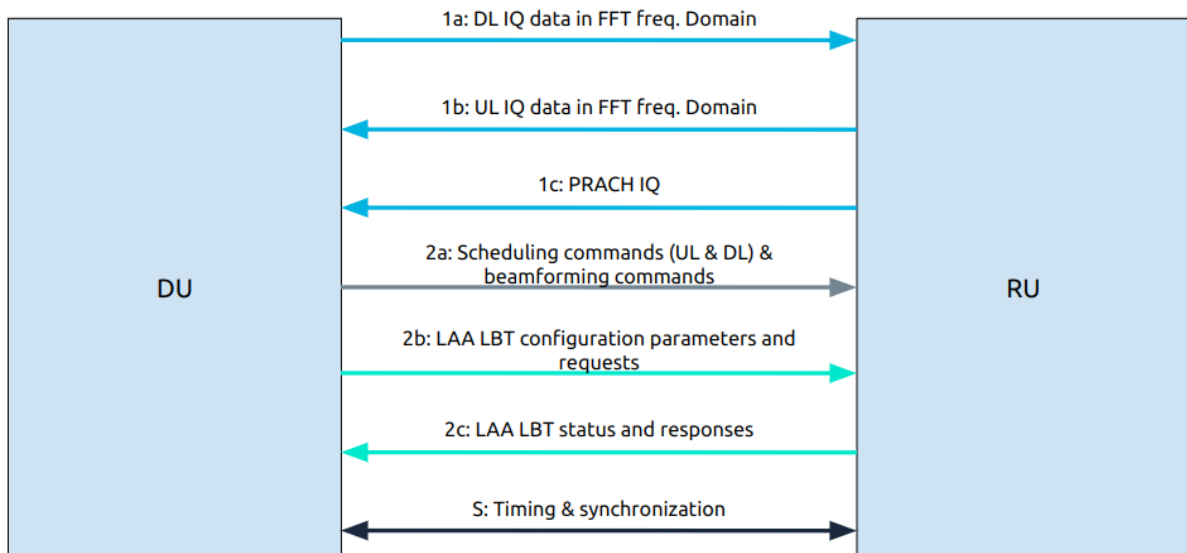 1a: DL IQ data in FFT freq. Domain
1b: UL IQ data in FFT freq. Domain
1c: PRACH IQ
2a: Scheduling commands (UL & DL) &
beamforming commands
DU
RU
2b: LAA LBT configuration parameters and
requests
2c: LAA LBT status and responses
S: Timing & synchronization